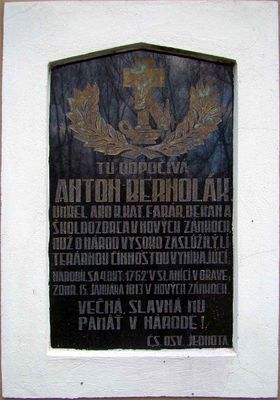 TU ODPOČÍVA
ANTON BERNOLÁK.
UMREL AKO R.KAT. FARÁR, DEKAN A
ŠKOLDOZORCA V NOVÝCH ZÁMKOCH.
MUŽ O NÁROD VYSOKO ZASLÚŽILÝ, LI
TERÁRNOU ČINNOSŤOU VYNIKAJÚCI.
NARODIL SA 4. OKT. 1762 V SLANICI V ORAVE,
ZOMR. 15. JANUÁRA 1813 V NOVÝCH ZÁMKOCH.
VEČNÁ, SLAVNÁ MU
PAMÄŤ V NÁRODE!
ČS. OSV. JEDNOTA.